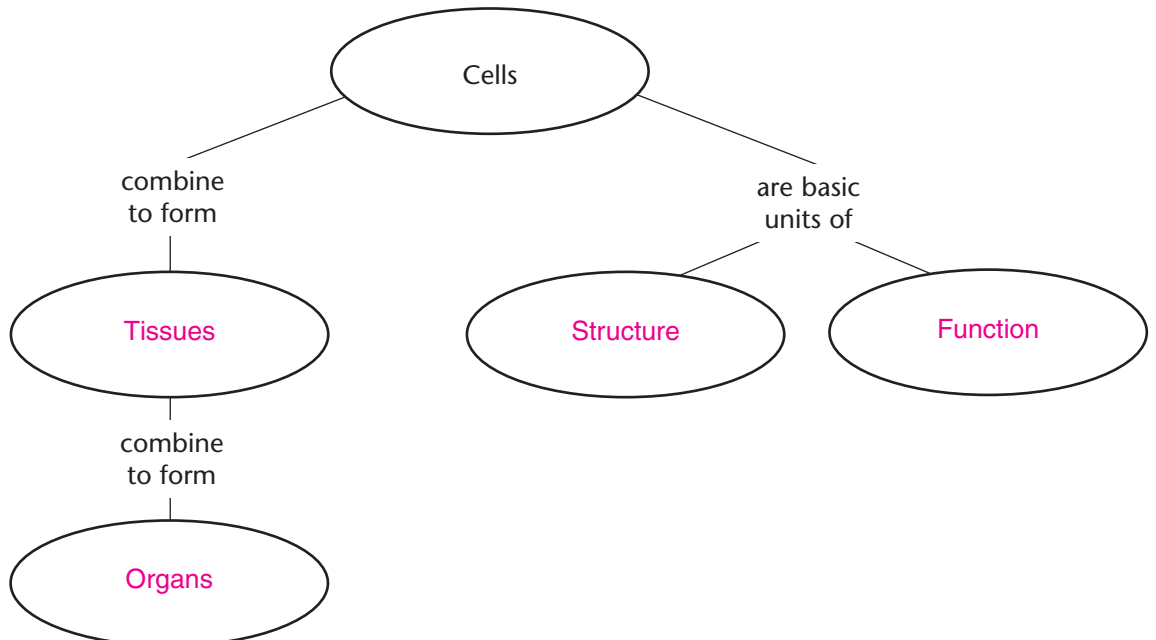 Cells
combine
to form
are basic
units of
Tissues
Structure
Function
combine
to form
Organs